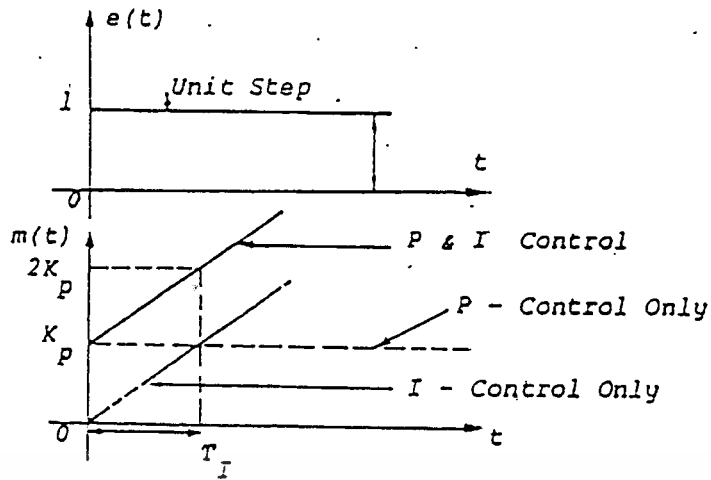 e(t)
Unit Step
1
t
0
m(t)
P & I Control
2K
p
P - Control Only
K
p
I - Control Only
0
t
T
I